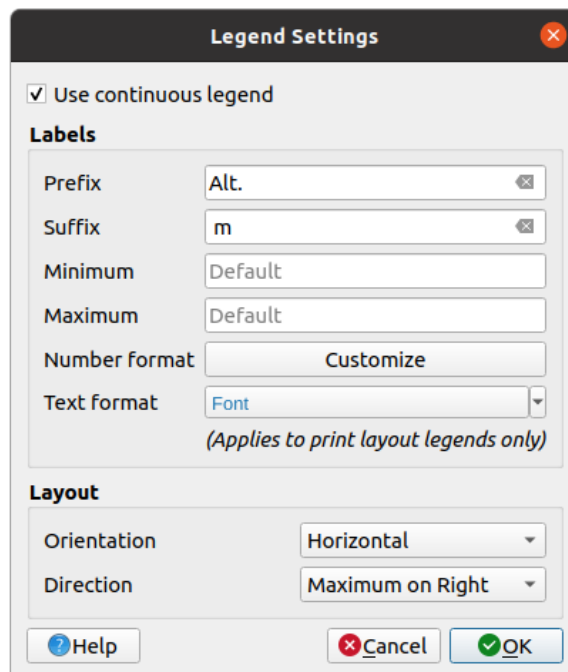 Legend Settings
Use continuous legend
Labels
Prefix Alt.
Suffix m
Minimum Default
Maximum Default
Number format Customize
Text format Font
(Applies to print layout legends only)
Layout
Orientation Horizontal
Direction Maximum on Right
Help Cancel OK